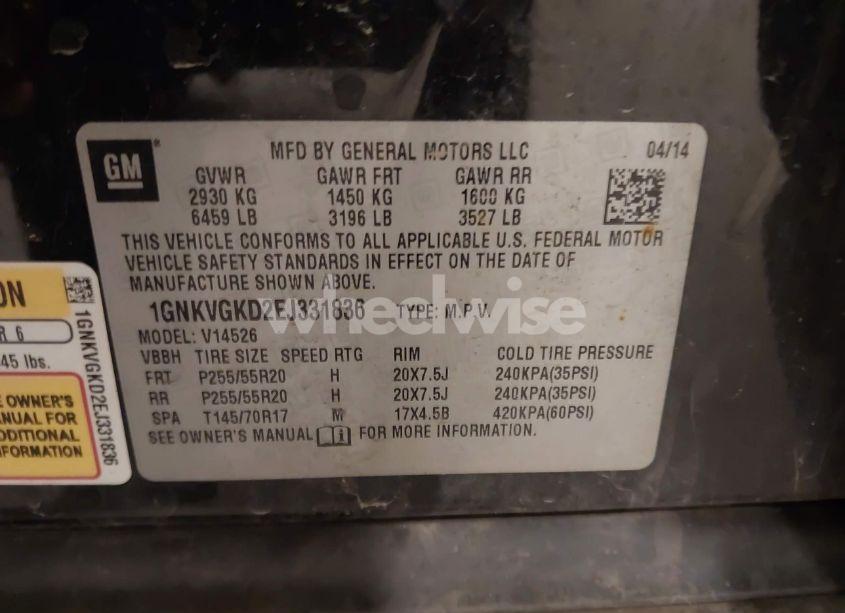 GM
MFD BY GENERAL MOTORS LLC 04/14
GVWR GAWR FRT GAWR RR
2930 KG 1450 KG 1600 KG
6459 LB 3196 LB 3527 LB
THIS VEHICLE CONFORMS TO ALL APPLICABLE U.S. FEDERAL MOTOR
VEHICLE SAFETY STANDARDS IN EFFECT ON THE DATE OF
MANUFACTURE SHOWN ABOVE.
1GNKVGKD2EJ331836 TYPE: M.P.V.
MODEL: V14526
VBBH TIRE SIZE SPEED RTG RIM COLD TIRE PRESSURE
FRT P255/55R20 H 20X7.5J 240KPA(35PSI)
RR P255/55R20 H 20X7.5J 240KPA(35PSI)
SPA T145/70R17 M 17X4.5B 420KPA(60PSI)
SEE OWNER'S MANUAL FOR MORE INFORMATION.
wheelwise
ON
R 6
45 lbs.
E OWNER'S
ANUAL FOR
DDITIONAL
FORMATION
1GNKVGKD2EJ331836